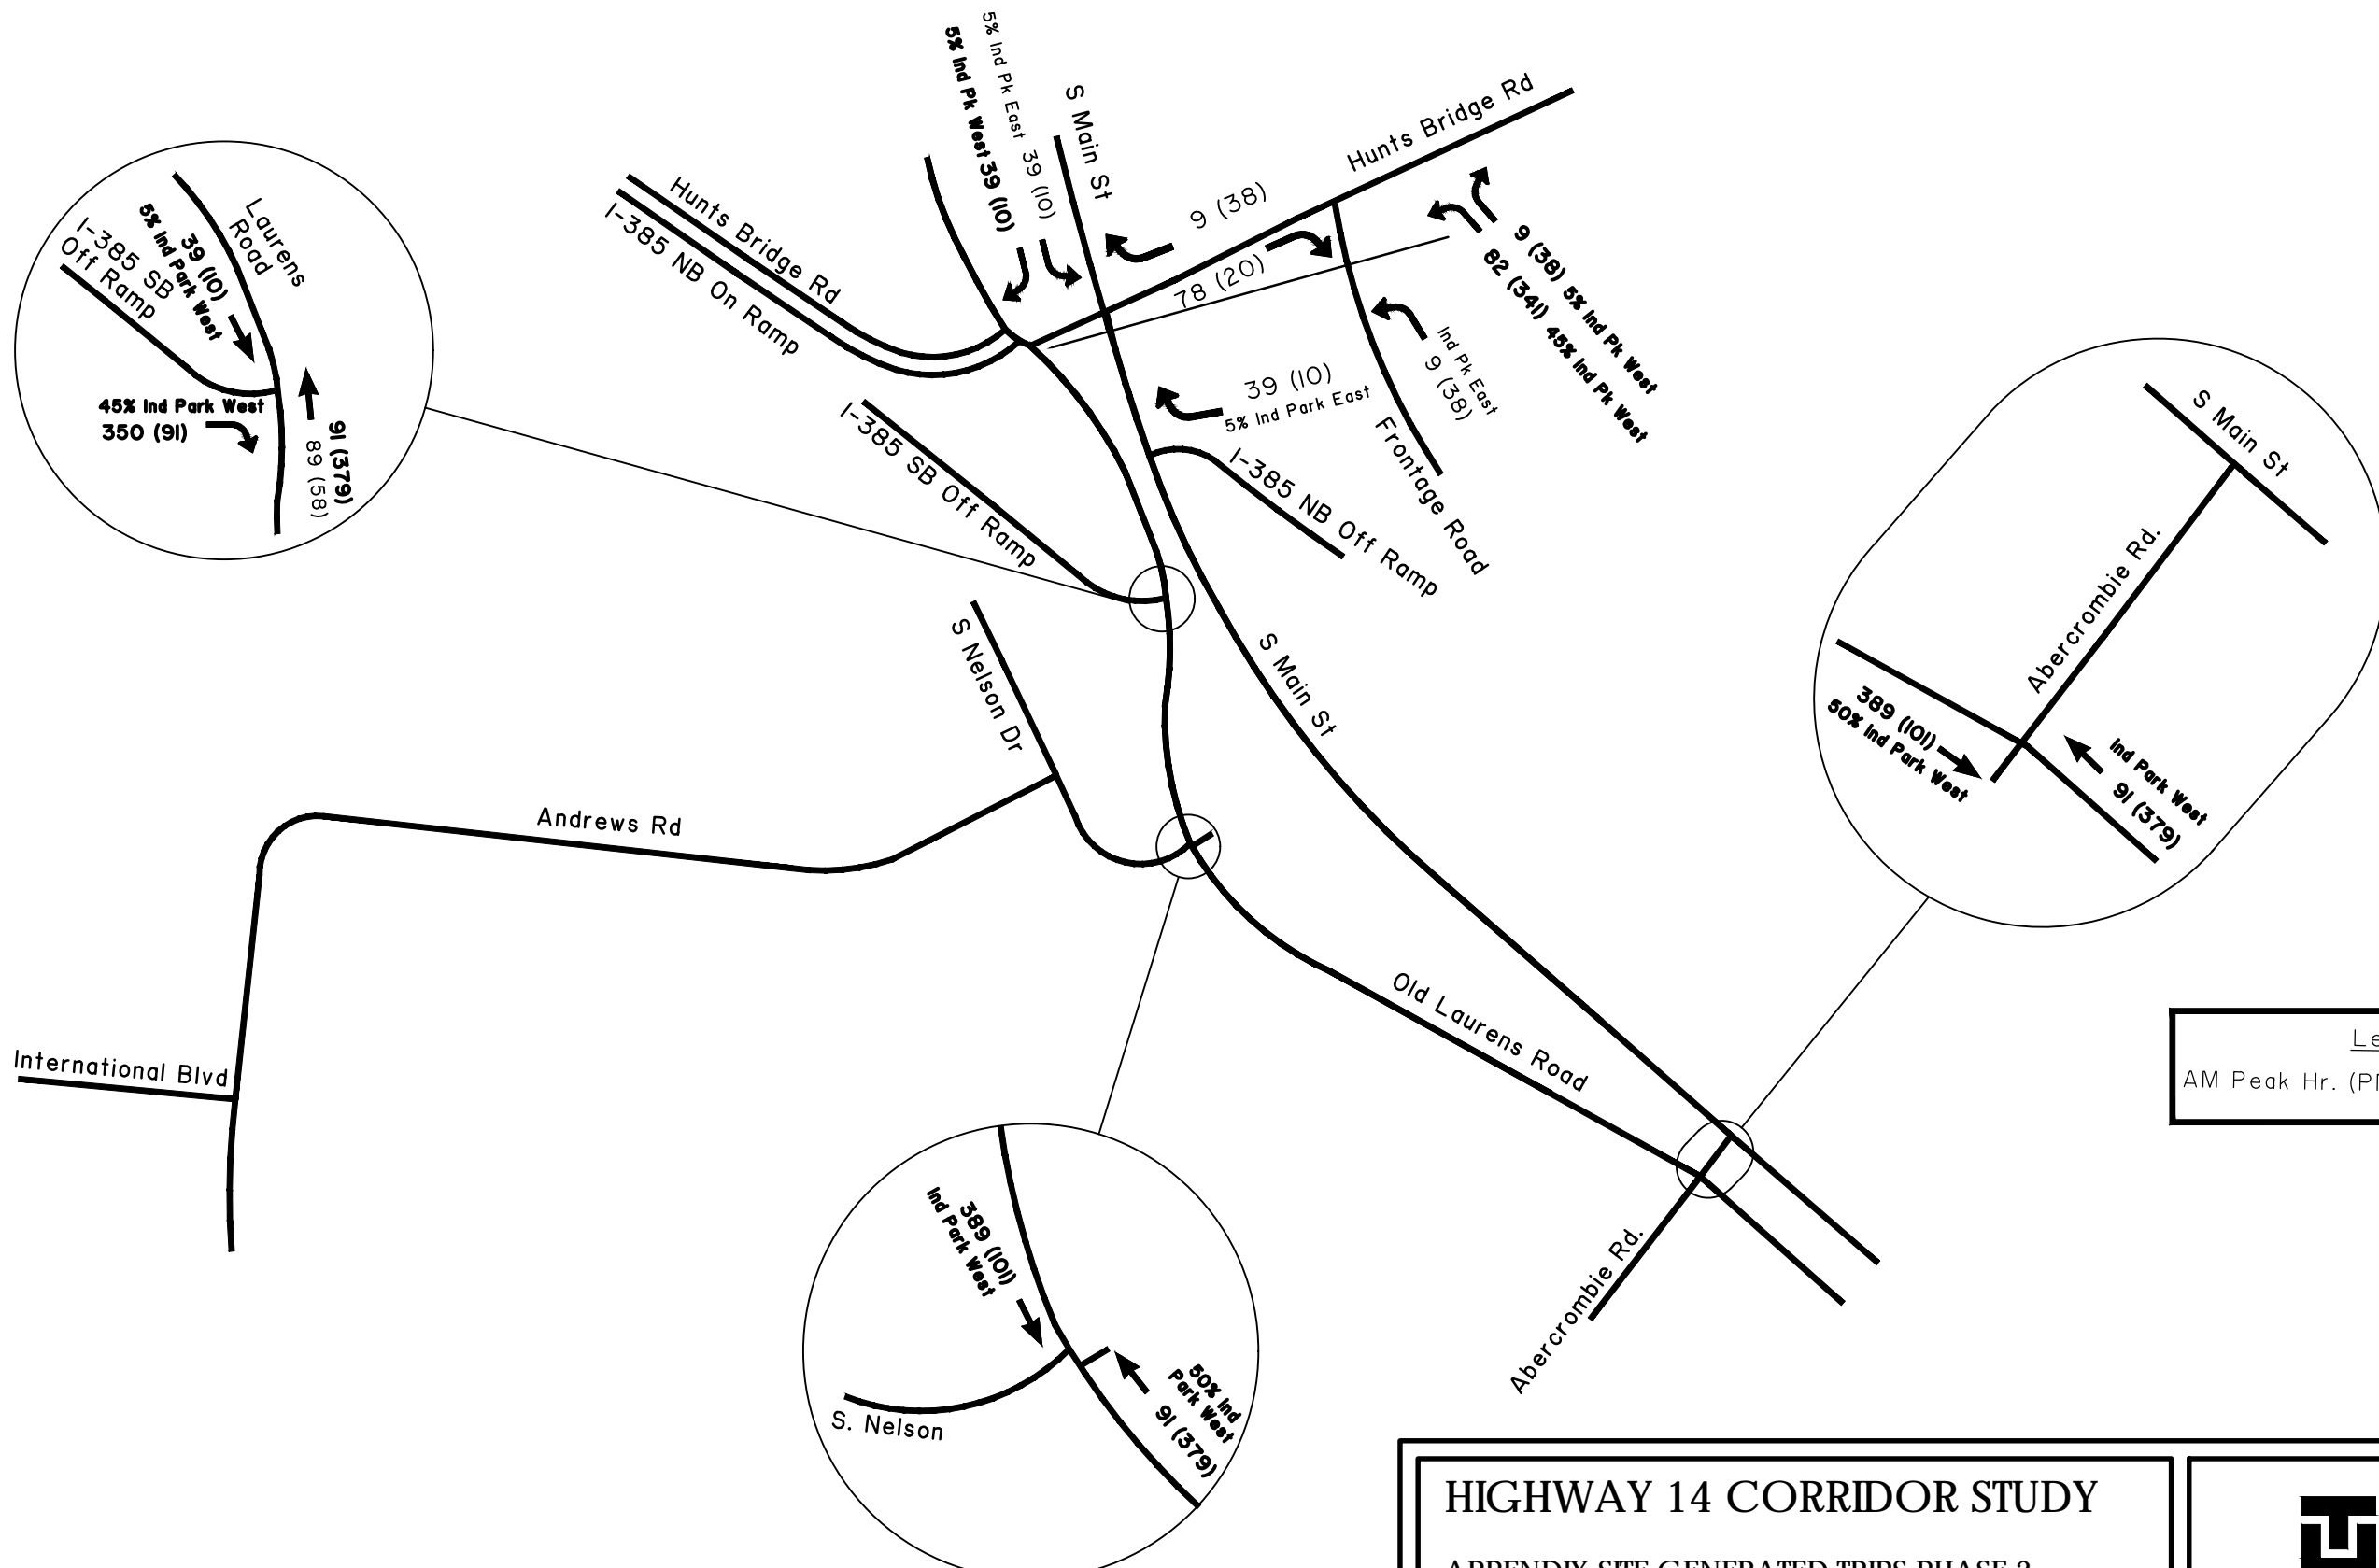 5% Ind Pk West 39 (10)
5% Ind Pk East 39 (10)
S Main St
Hunts Bridge Rd
9 (38)
78 (20)
9 (38) 5% Ind Pk West
82 (341) 45% Ind Pk West
Ind Pk East
9 (38)
Frontage Road
Hunts Bridge Rd
I-385 NB On Ramp
39 (10)
5% Ind Park East
I-385 NB Off Ramp
I-385 SB Off Ramp
Laurens
Road
39 (10)
5% Ind Park West
I-385 SB
Off Ramp
45% Ind Park West
350 (91)
91 (379)
89 (58)
S Main St
Abercrombie Rd.
389 (101)
50% Ind Park West
Ind Park West
91 (379)
S Nelson Dr
S Main St
Andrews Rd
International Blvd
Old Laurens Road
Abercrombie Rd.
389 (101)
Ind Park West
50% Ind
Park West
91 (379)
S. Nelson
AM Peak Hr.
HIGHWAY 14 CORRIDOR STUDY